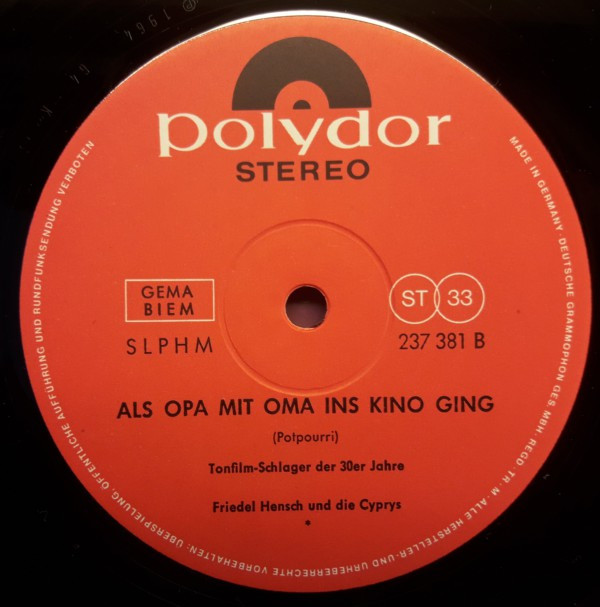 polydor
STEREO
GEMA
BIEM
SLPHM
ST 33
237 381 B
ALS OPA MIT OMA INS KINO GING
(Potpourri)
Tonfilm-Schlager der 30er Jahre
Friedel Hensch und die Cyprys
*
MADE IN GERMANY · DEUTSCHE GRAMMOPHON GES. MBH · REGD · TR. M. · ALLE HERSTELLER- UND URHEBERRECHTE VORBEHALTEN; ÜBERSPIELUNG, ÖFFENTLICHE AUFFÜHRUNG UND RUNDFUNKSENDUNG VERBOTEN
1964